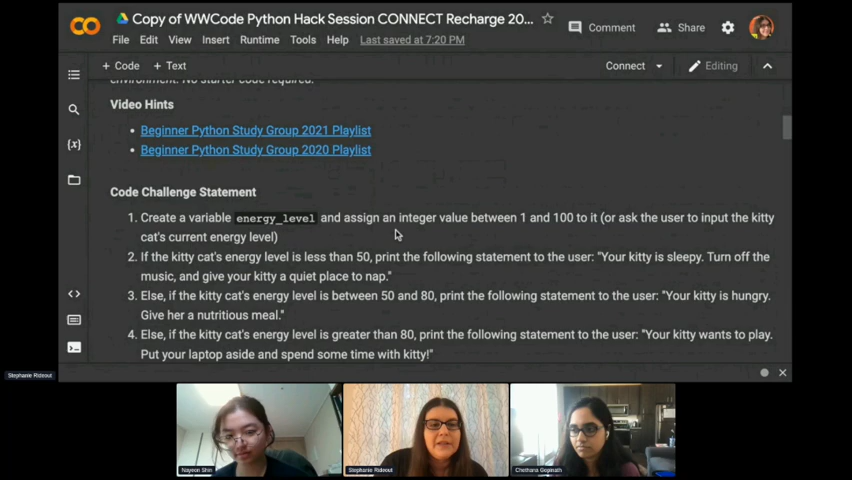 CO
Copy of WWCode Python Hack Session CONNECT Recharge 20...
Comment
Share
File Edit View Insert Runtime Tools Help Last saved at 7:20 PM
+ Code + Text
Connect
Editing
environment. No starter code required.
Video Hints
• Beginner Python Study Group 2021 Playlist
• Beginner Python Study Group 2020 Playlist
{x}
Code Challenge Statement
1. Create a variable energy_level and assign an integer value between 1 and 100 to it (or ask the user to input the kitty
cat's current energy level)
2. If the kitty cat's energy level is less than 50, print the following statement to the user: "Your kitty is sleepy. Turn off the
music, and give your kitty a quiet place to nap."
3. Else, if the kitty cat's energy level is between 50 and 80, print the following statement to the user: "Your kitty is hungry.
Give her a nutritious meal."
4. Else, if the kitty cat's energy level is greater than 80, print the following statement to the user: "Your kitty wants to play.
Put your laptop aside and spend some time with kitty!"
Stephanie Rideout
Nayeon Shin
Stephanie Rideout
Chethana Gopinath